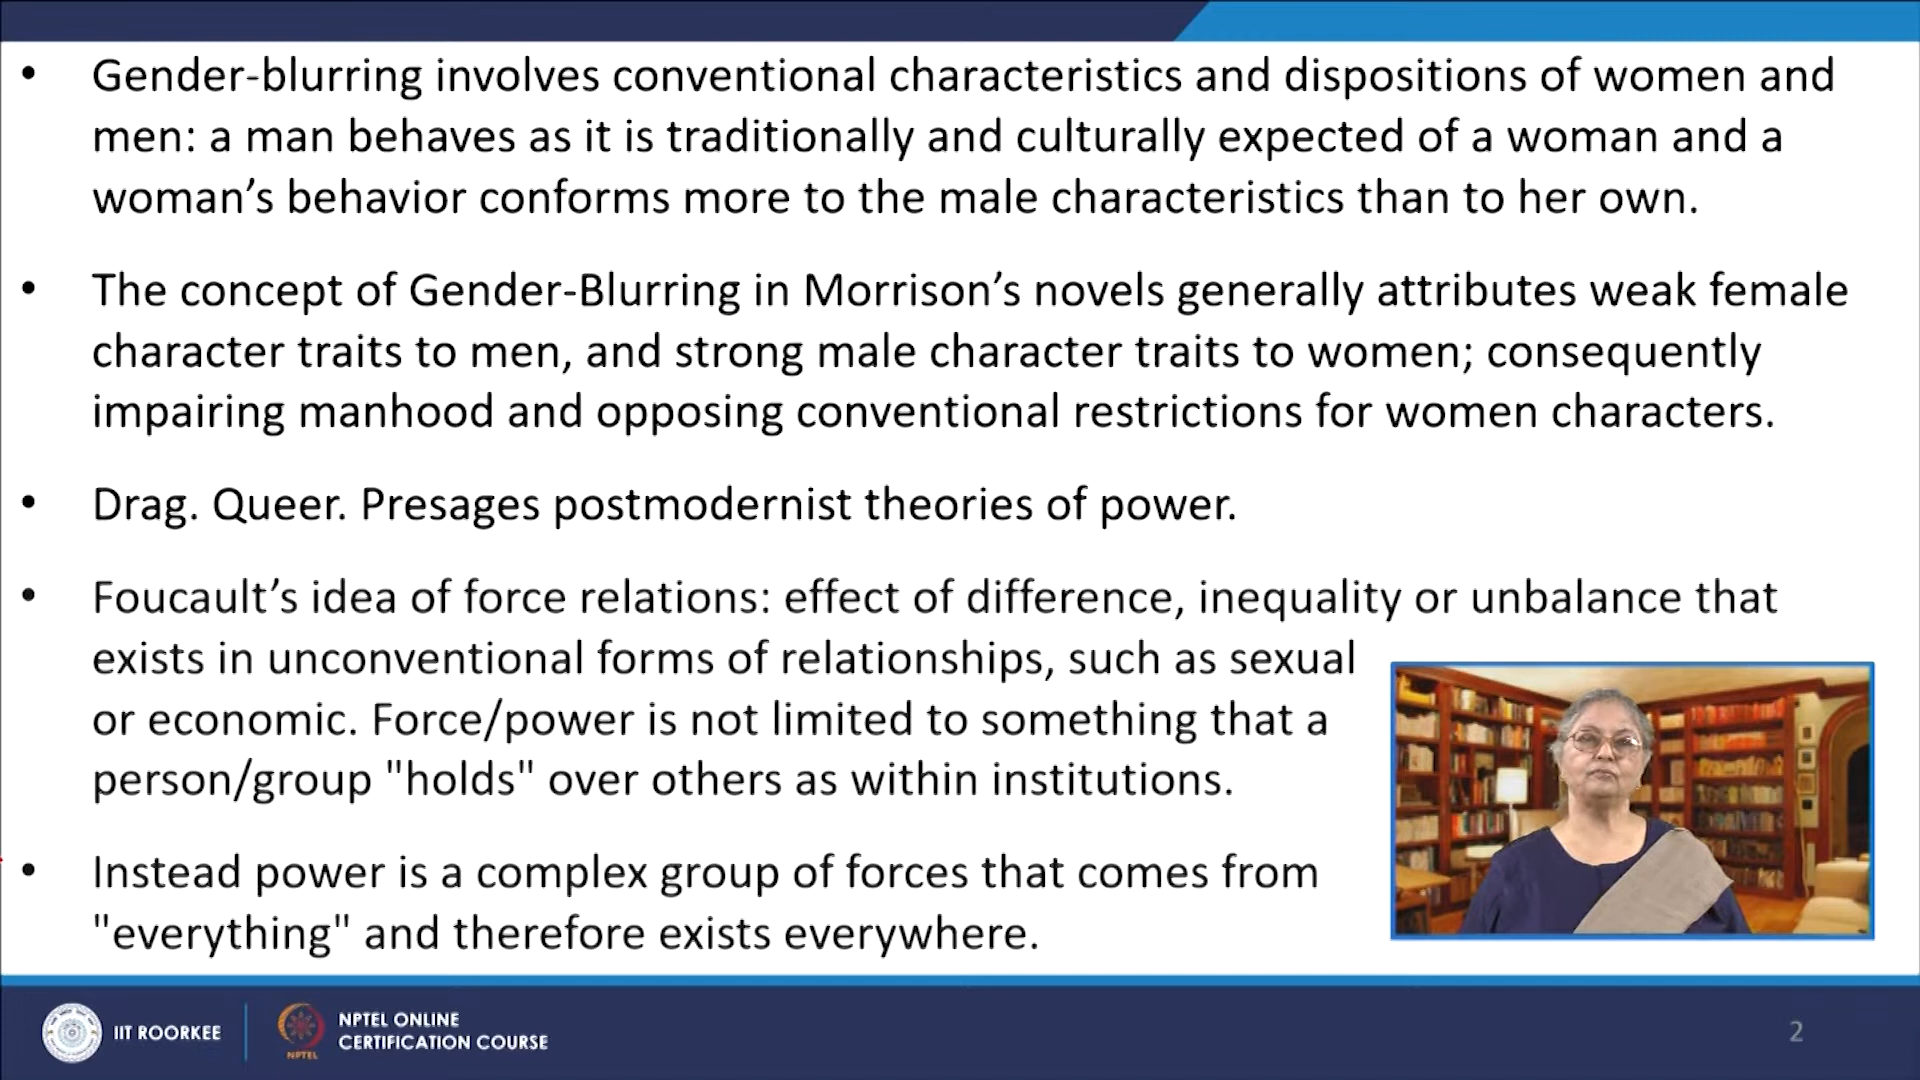 • Gender-blurring involves conventional characteristics and dispositions of women and
men: a man behaves as it is traditionally and culturally expected of a woman and a
woman’s behavior conforms more to the male characteristics than to her own.
• The concept of Gender-Blurring in Morrison’s novels generally attributes weak female
character traits to men, and strong male character traits to women; consequently
impairing manhood and opposing conventional restrictions for women characters.
• Drag. Queer. Presages postmodernist theories of power.
• Foucault’s idea of force relations: effect of difference, inequality or unbalance that
exists in unconventional forms of relationships, such as sexual
or economic. Force/power is not limited to something that a
person/group "holds" over others as within institutions.
• Instead power is a complex group of forces that comes from
"everything" and therefore exists everywhere.
IIT ROORKEE
NPTEL
NPTEL ONLINE
CERTIFICATION COURSE
2